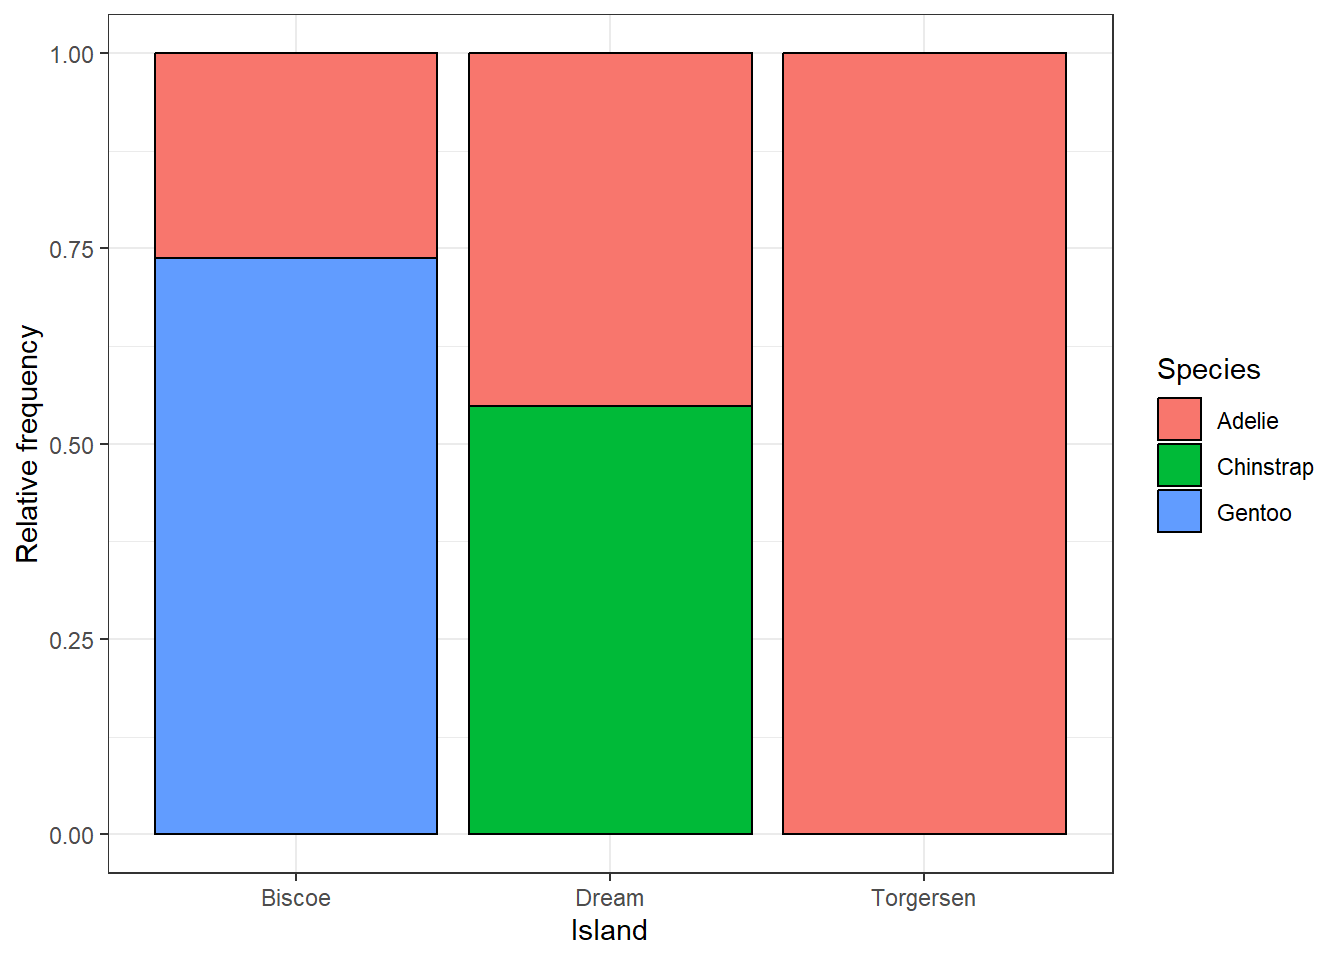 1.00
0.75
0.50
0.25
0.00
Relative frequency
Biscoe
Dream
Torgersen
Island
Species
Adelie
Chinstrap
Gentoo